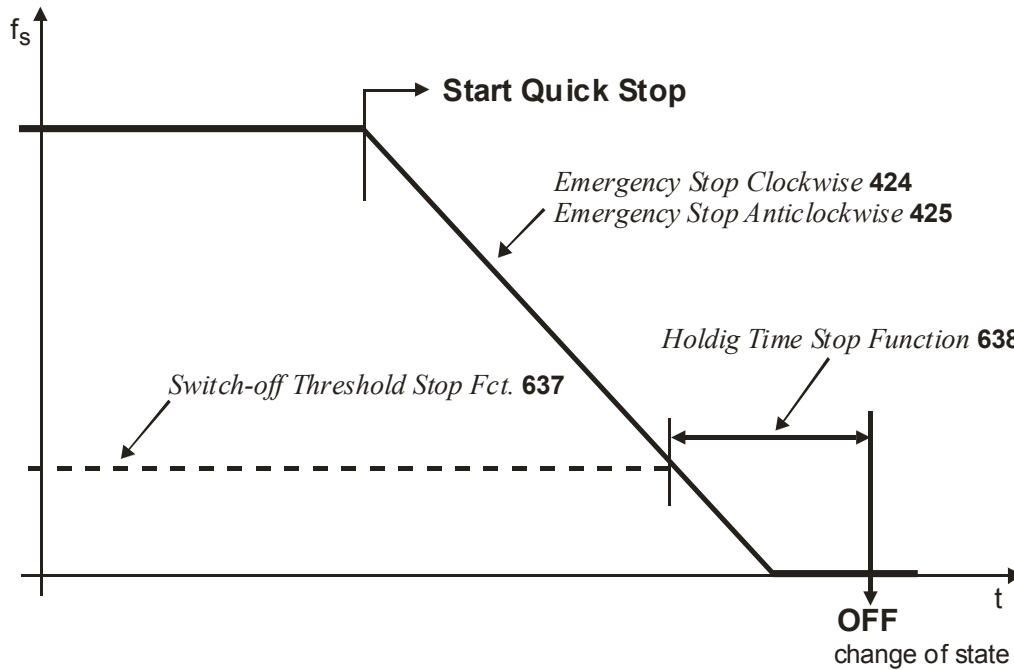 fs
Start Quick Stop
Emergency Stop Clockwise 424
Emergency Stop Anticlockwise 425
Holdig Time Stop Function 638
Switch-off Threshold Stop Fct. 637
t
OFF
change of state